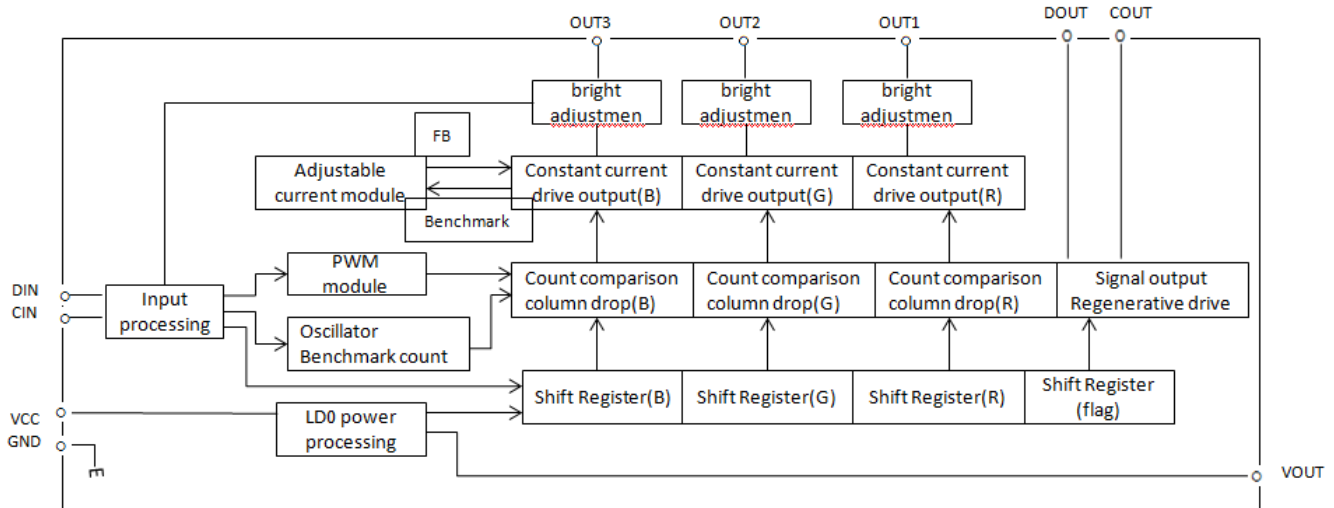 OUT3
OUT2
OUT1
DOUT
COUT
bright
adjustmen
bright
adjustmen
bright
adjustmen
FB
Adjustable
current module
Constant current
drive output(B)
Constant current
drive output(G)
Constant current
drive output(R)
Benchmark
DIN
CIN
Input
processing
PWM
module
Oscillator
Benchmark count
Count comparison
column drop(B)
Count comparison
column drop(G)
Count comparison
column drop(R)
Signal output
Regenerative drive
Shift Register(B)
Shift Register(G)
Shift Register(R)
Shift Register
(flag)
VCC
GND
LD0 power
processing
VOUT